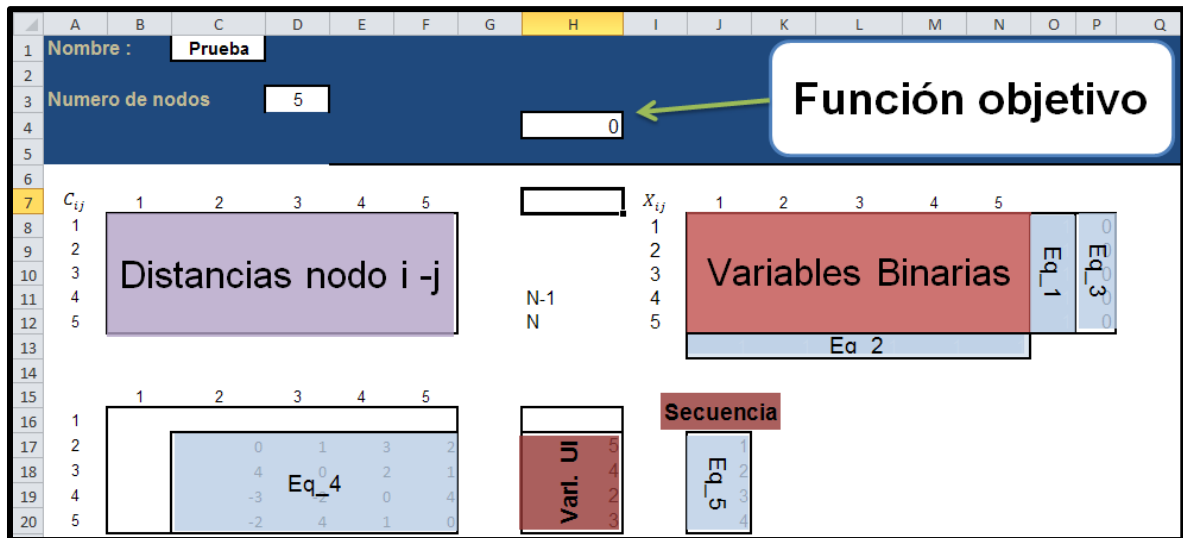 A B C D E F G H I J K L M N O P Q
1 Nombre : Prueba
2
3 Numero de nodos 5 Función objetivo
4 0
5
6
7 C_ij 1 2 3 4 5 X_ij 1 2 3 4 5
8 1 1 0
9 2 2
10 3 Distancias nodo i -j 3 Variables Binarias Eq_1 Eq_3
11 4 N-1 4
12 5 N 5 0
13 Eq_2
14
15 1 2 3 4 5
16 1 Secuencia
17 2 0 1 3 2 5 1
18 3 4 0 2 1 4 2
19 4 -3 -2 0 4 2 3
20 5 -2 4 1 0 3 4
Eq_4
Vari. UI
Eq_5